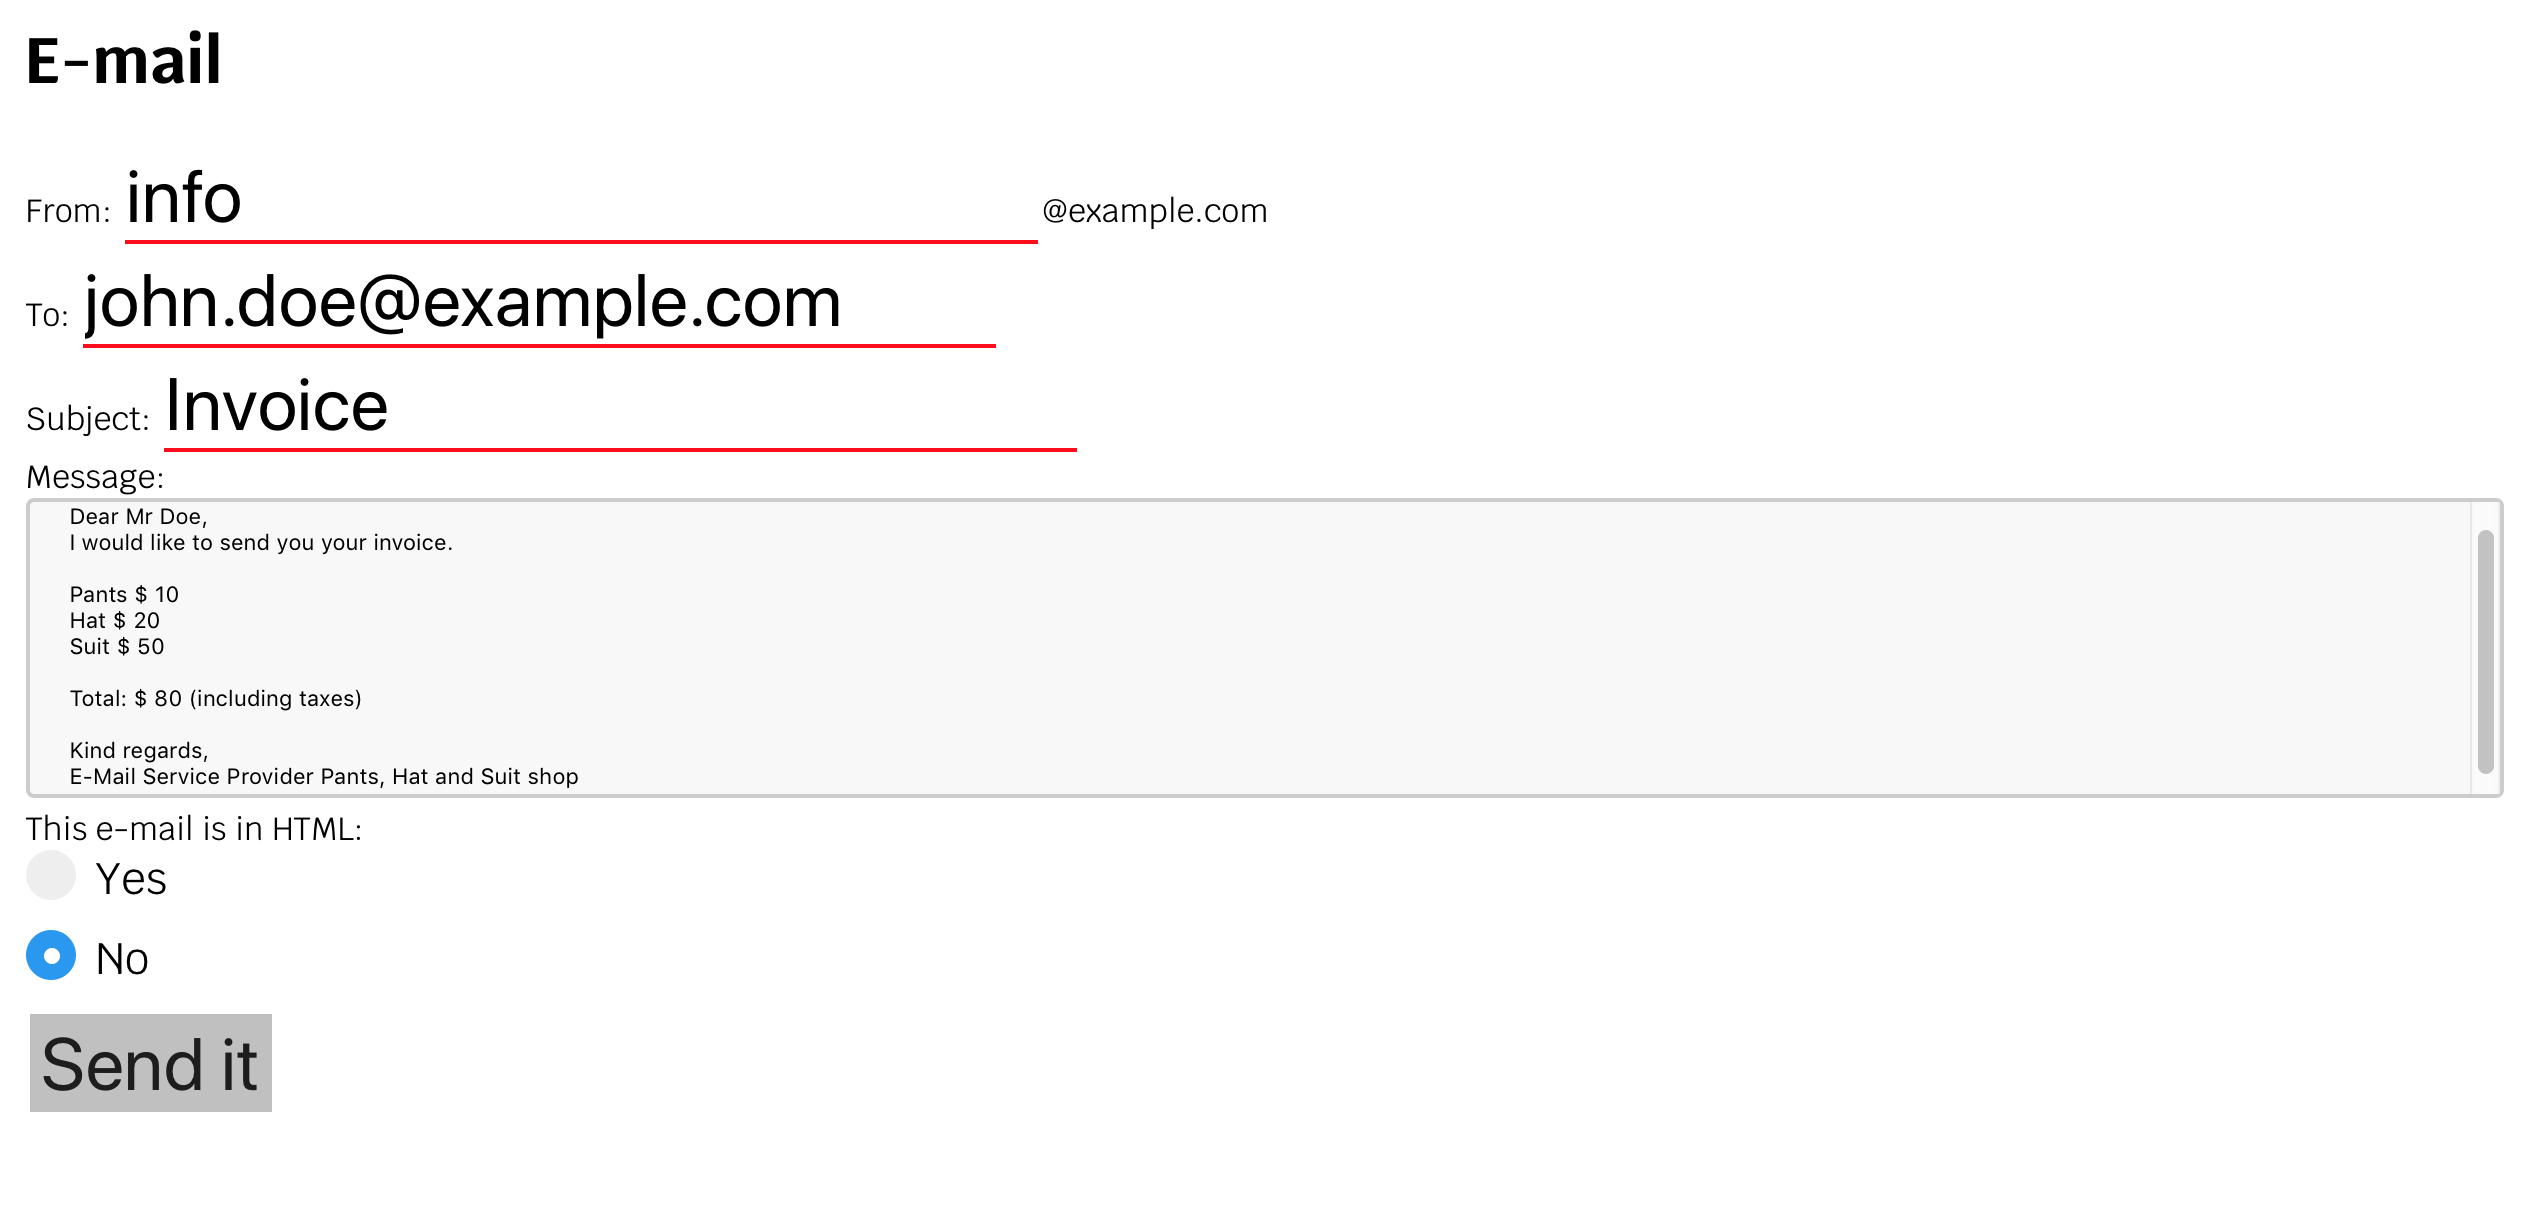 E-mail
From: info @example.com
To: john.doe@example.com
Subject: Invoice
Message:
Dear Mr Doe,
I would like to send you your invoice.
Pants $ 10
Hat $ 20
Suit $ 50
Total: $ 80 (including taxes)
Kind regards,
E-Mail Service Provider Pants, Hat and Suit shop
This e-mail is in HTML:
Yes
No
Send it